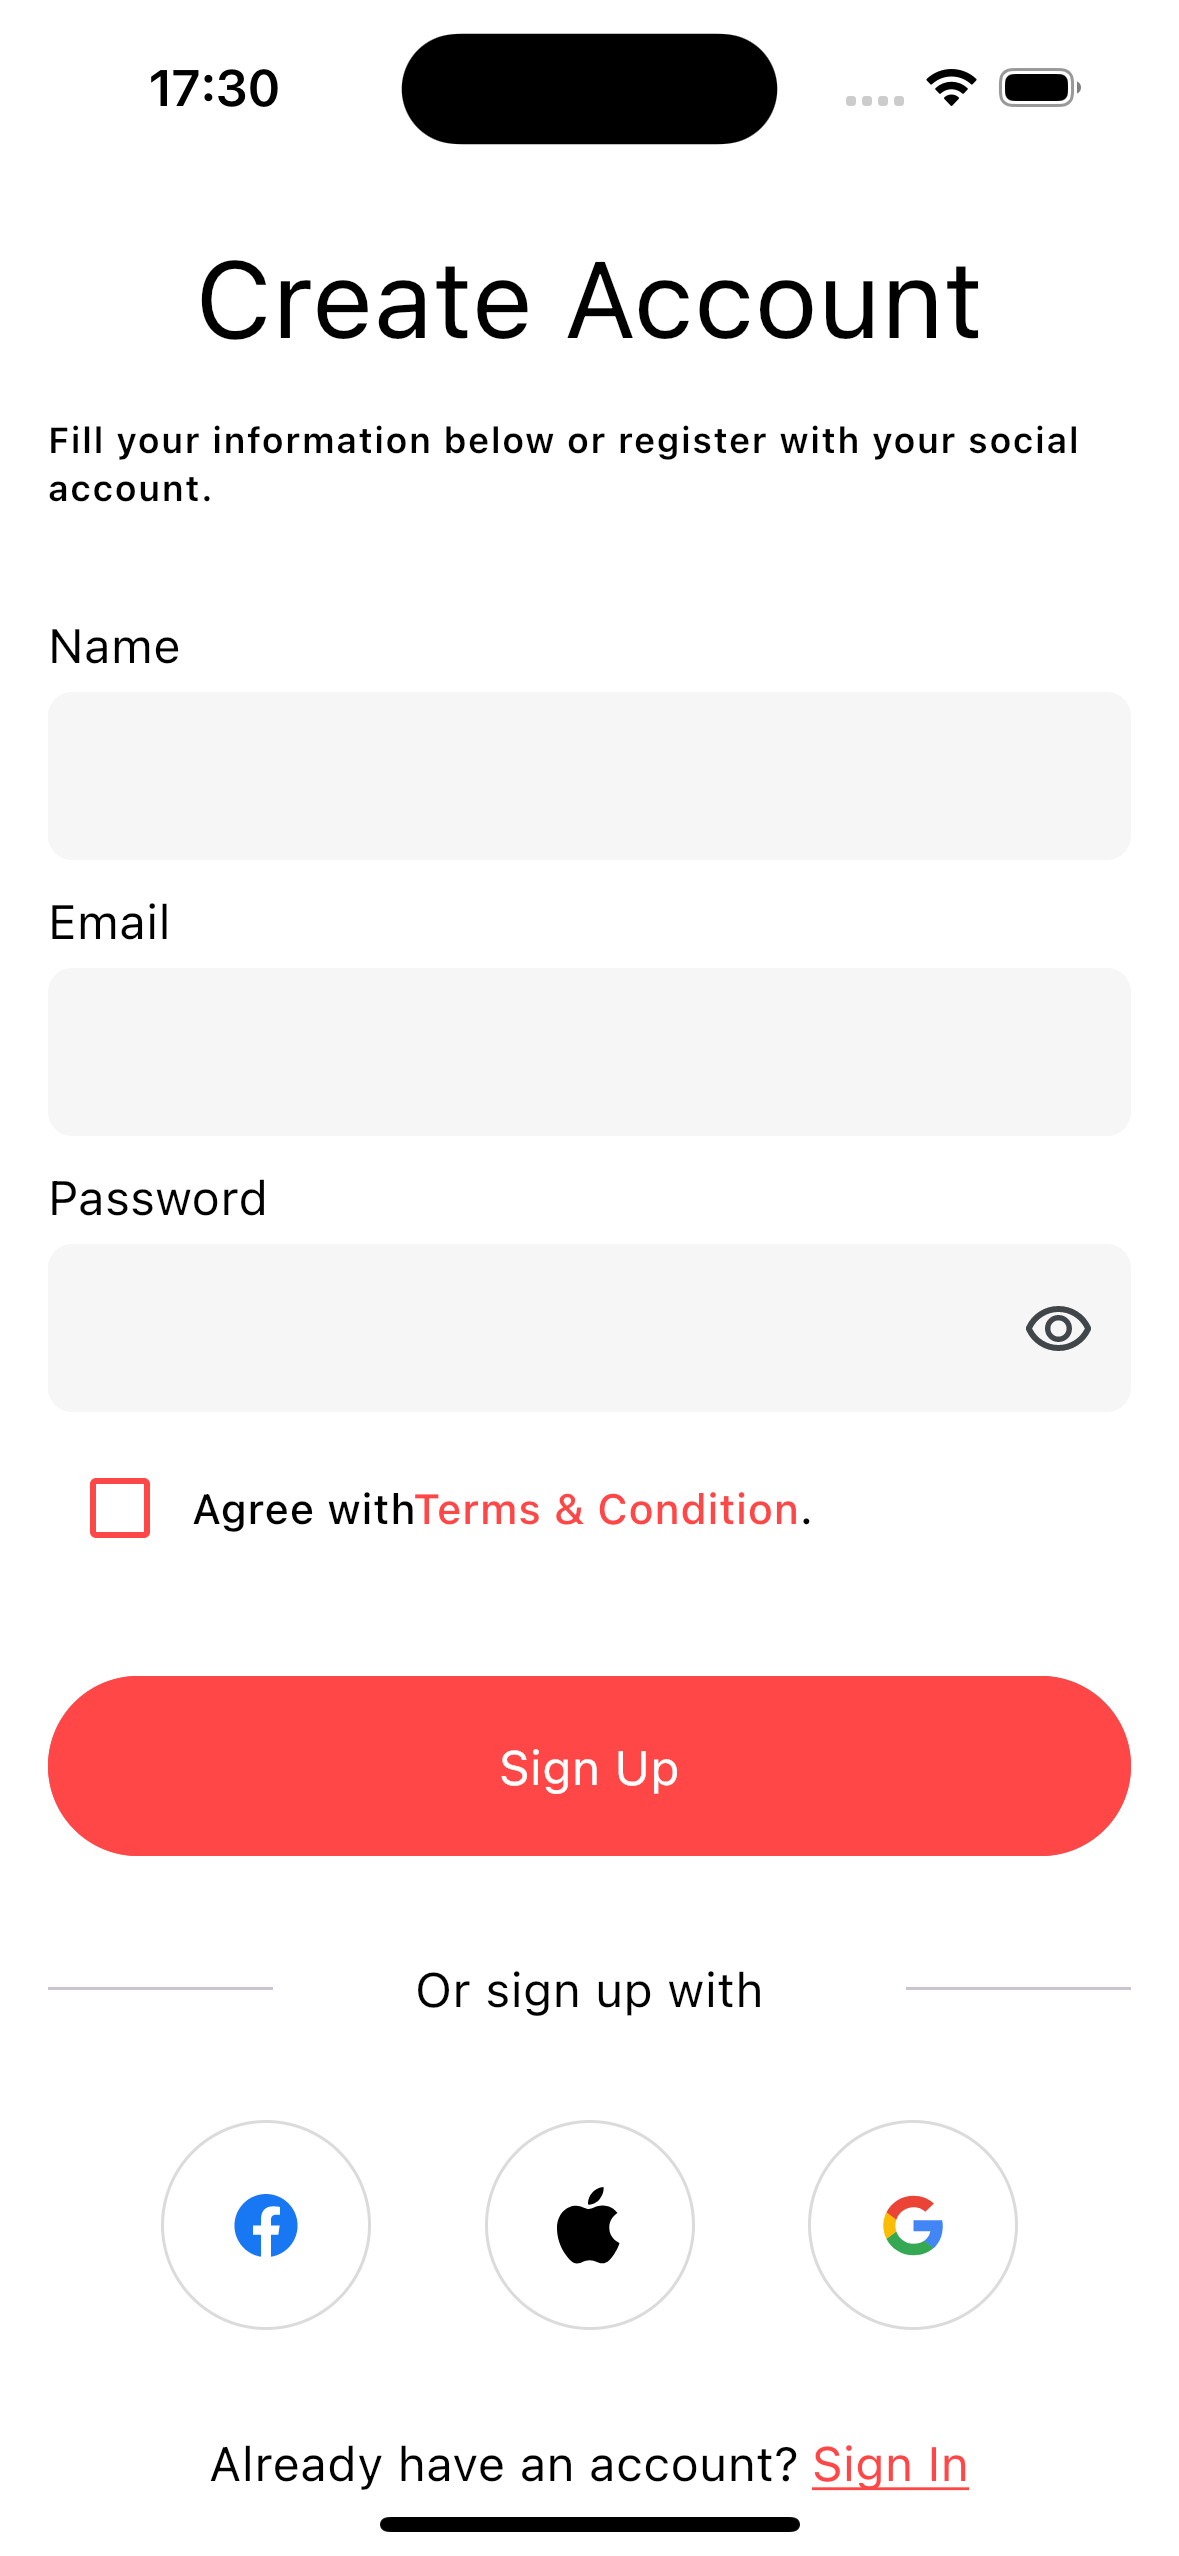 17:30
Create Account
Fill your information below or register with your social
account.
Name
Email
Password
Agree withTerms & Condition.
Sign Up
Or sign up with
Already have an account? Sign In